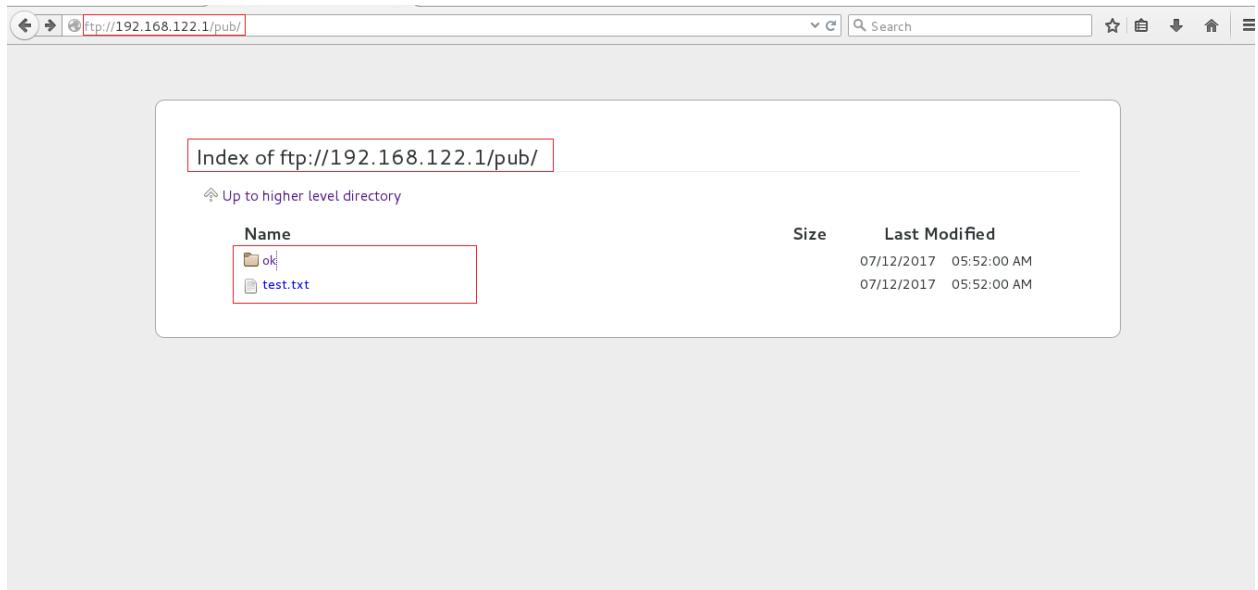 ftp://192.168.122.1/pub/
Search
Index of ftp://192.168.122.1/pub/
Up to higher level directory
Name Size Last Modified
ok 07/12/2017 05:52:00 AM
test.txt 07/12/2017 05:52:00 AM